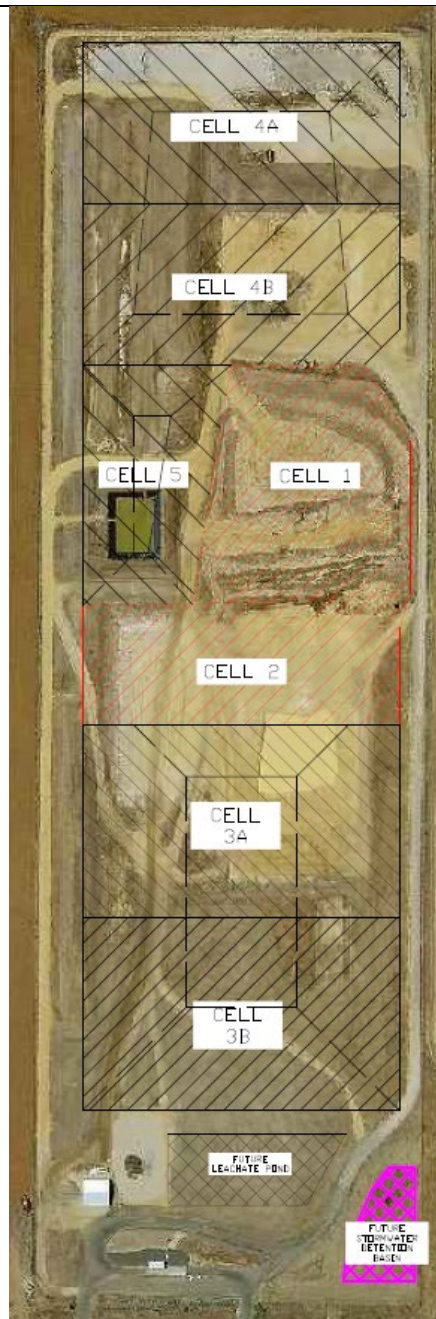 CELL 4A
CELL 4B
CELL 5
CELL 1
CELL 2
CELL
3A
CELL
3B
FUTURE
LEACHATE POND
FUTURE
STORMWATER
DETENTION
BASIN